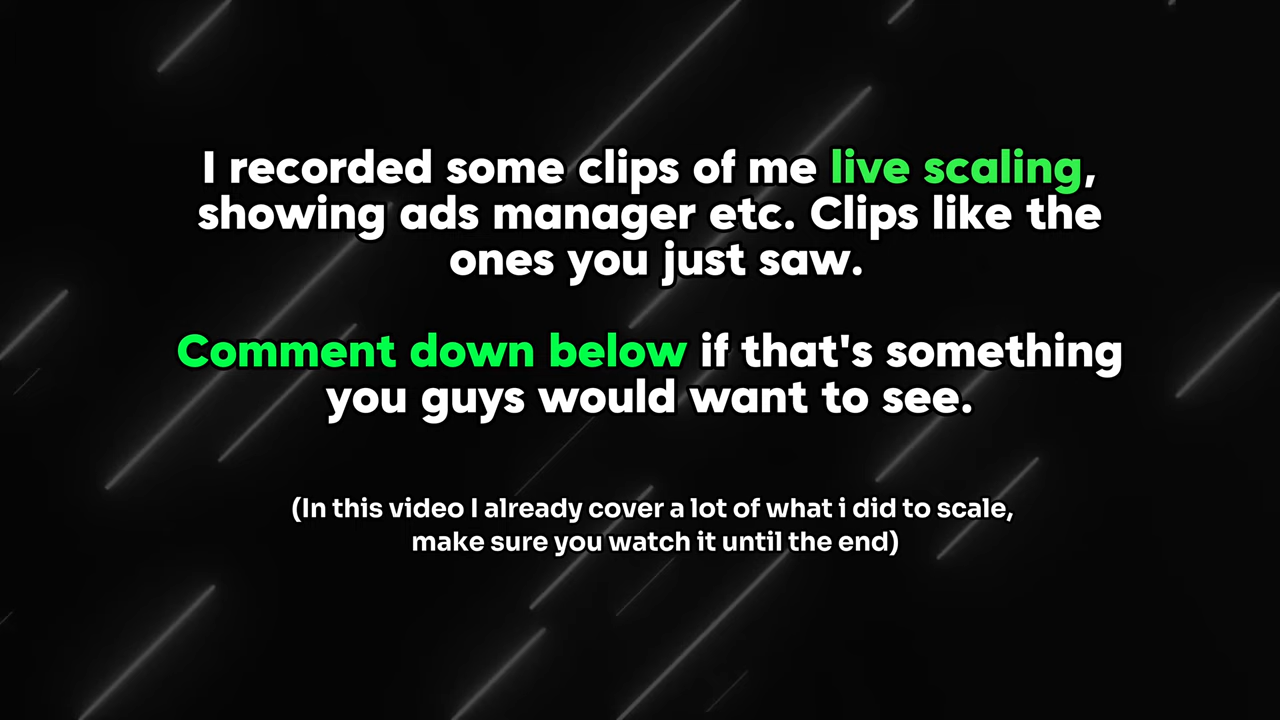 I recorded some clips of me live scaling,
showing ads manager etc. Clips like the
ones you just saw.
Comment down below if that's something
you guys would want to see.
(In this video I already cover a lot of what i did to scale,
make sure you watch it until the end)